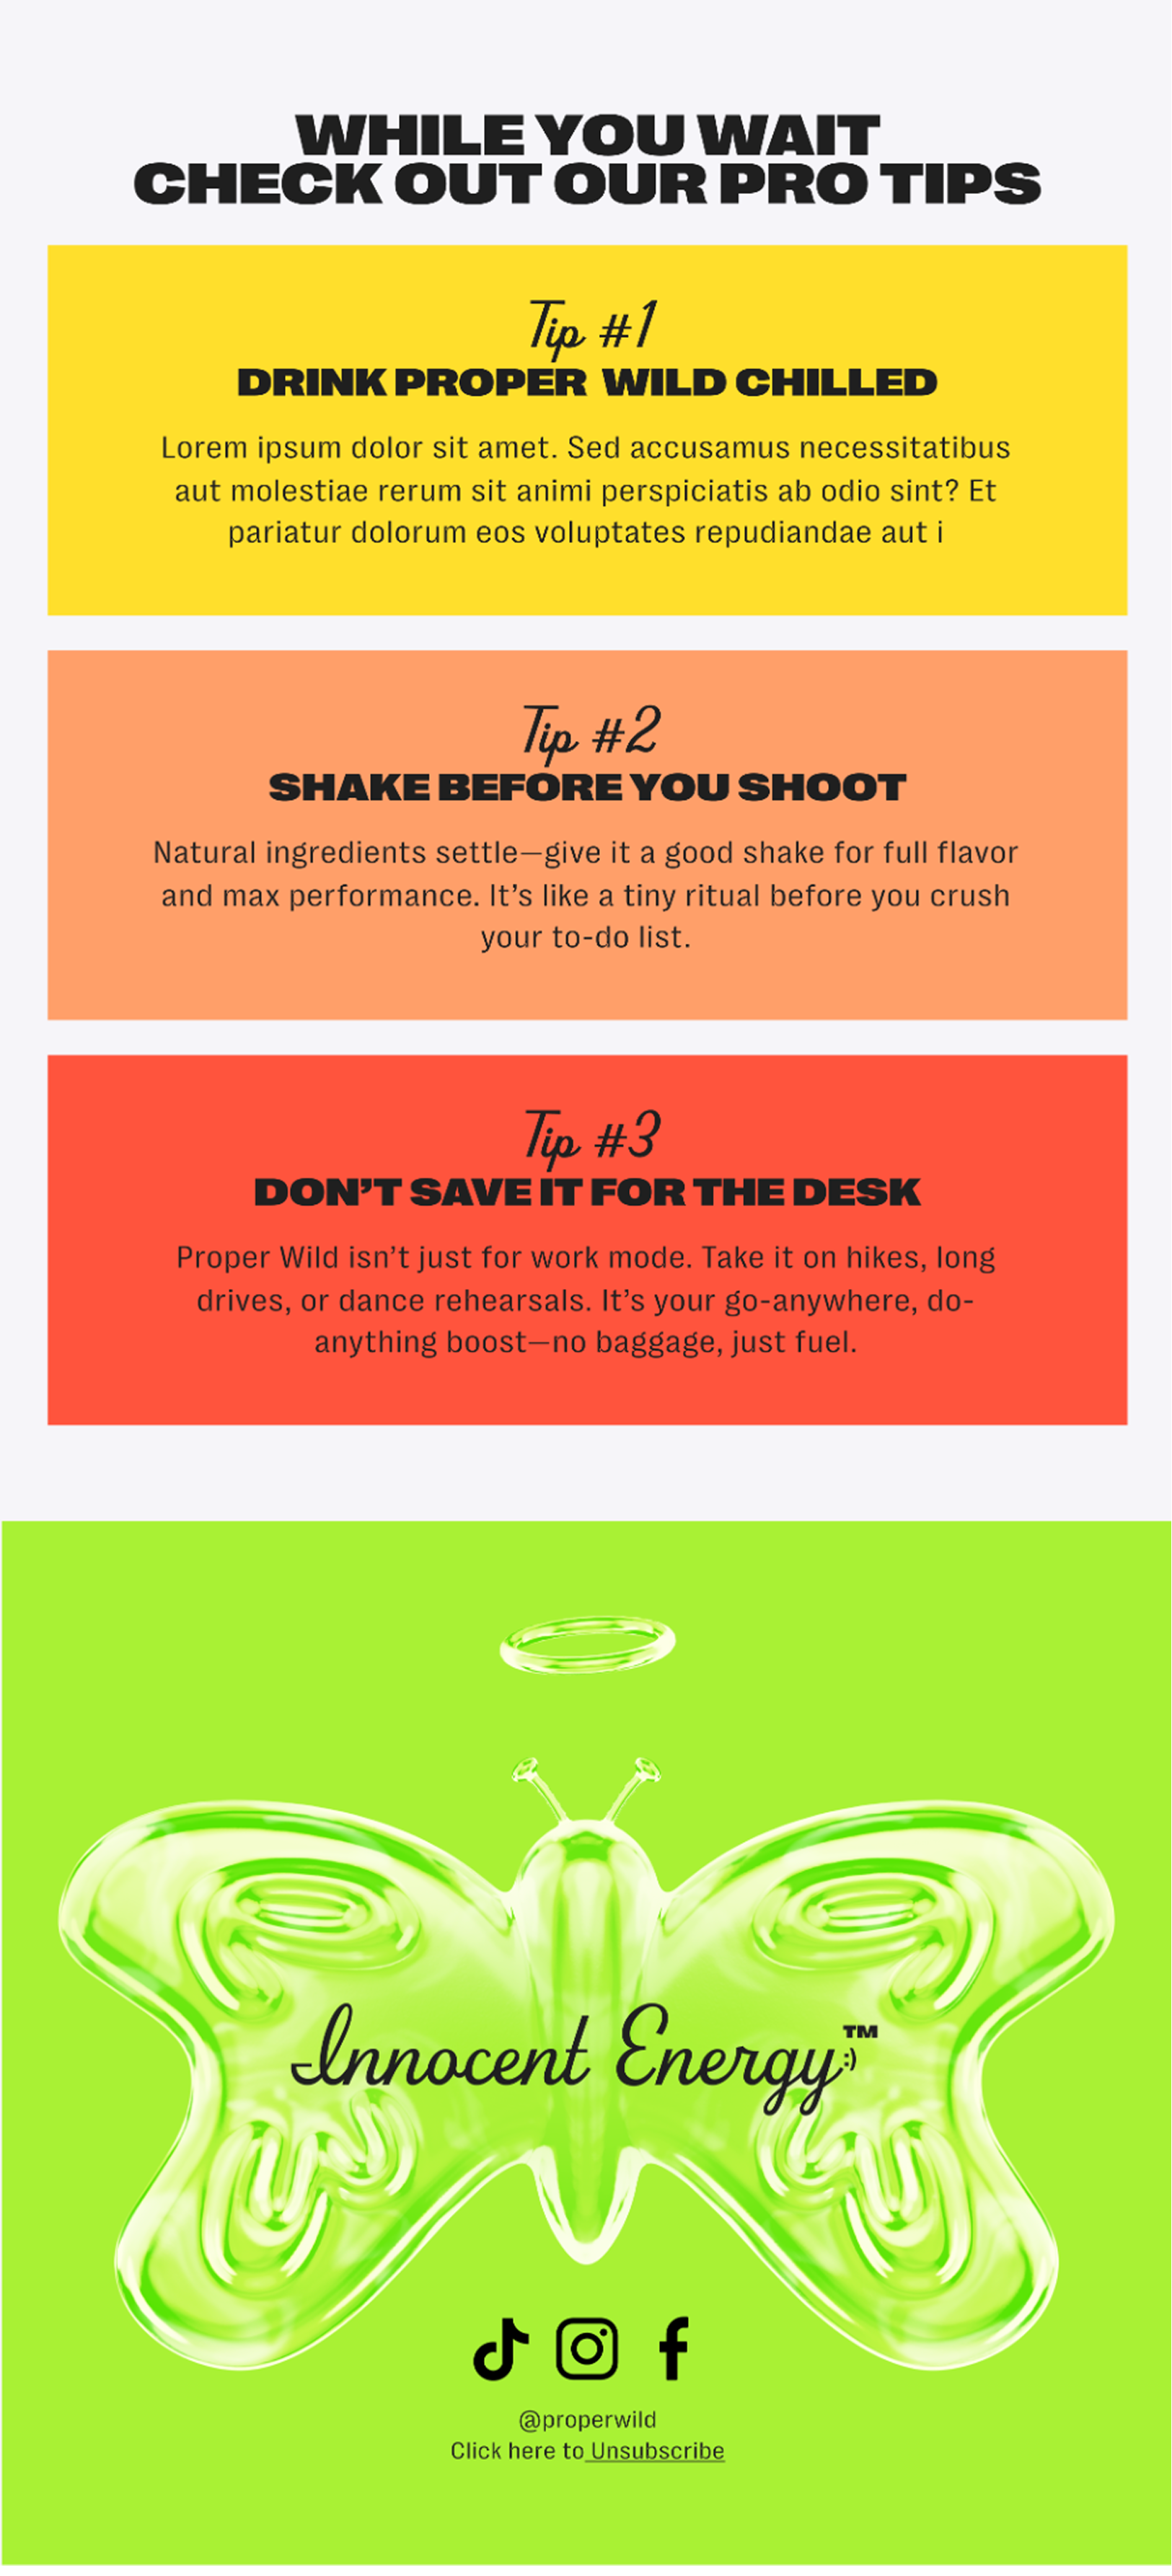 WHILE YOU WAIT
CHECK OUT OUR PRO TIPS
Tip #1
DRINK PROPER WILD CHILLED
Lorem ipsum dolor sit amet. Sed accusamus necessitatibus
aut molestiae rerum sit animi perspiciatis ab odio sint? Et
pariatur dolorum eos voluptates repudiandae aut i
Tip #2
SHAKE BEFORE YOU SHOOT
Natural ingredients settle—give it a good shake for full flavor
and max performance. It’s like a tiny ritual before you crush
your to-do list.
Tip #3
DON’T SAVE IT FOR THE DESK
Proper Wild isn’t just for work mode. Take it on hikes, long
drives, or dance rehearsals. It’s your go-anywhere, do-
anything boost—no baggage, just fuel.
Innocent Energy™ :)
@properwild
Click here to Unsubscribe